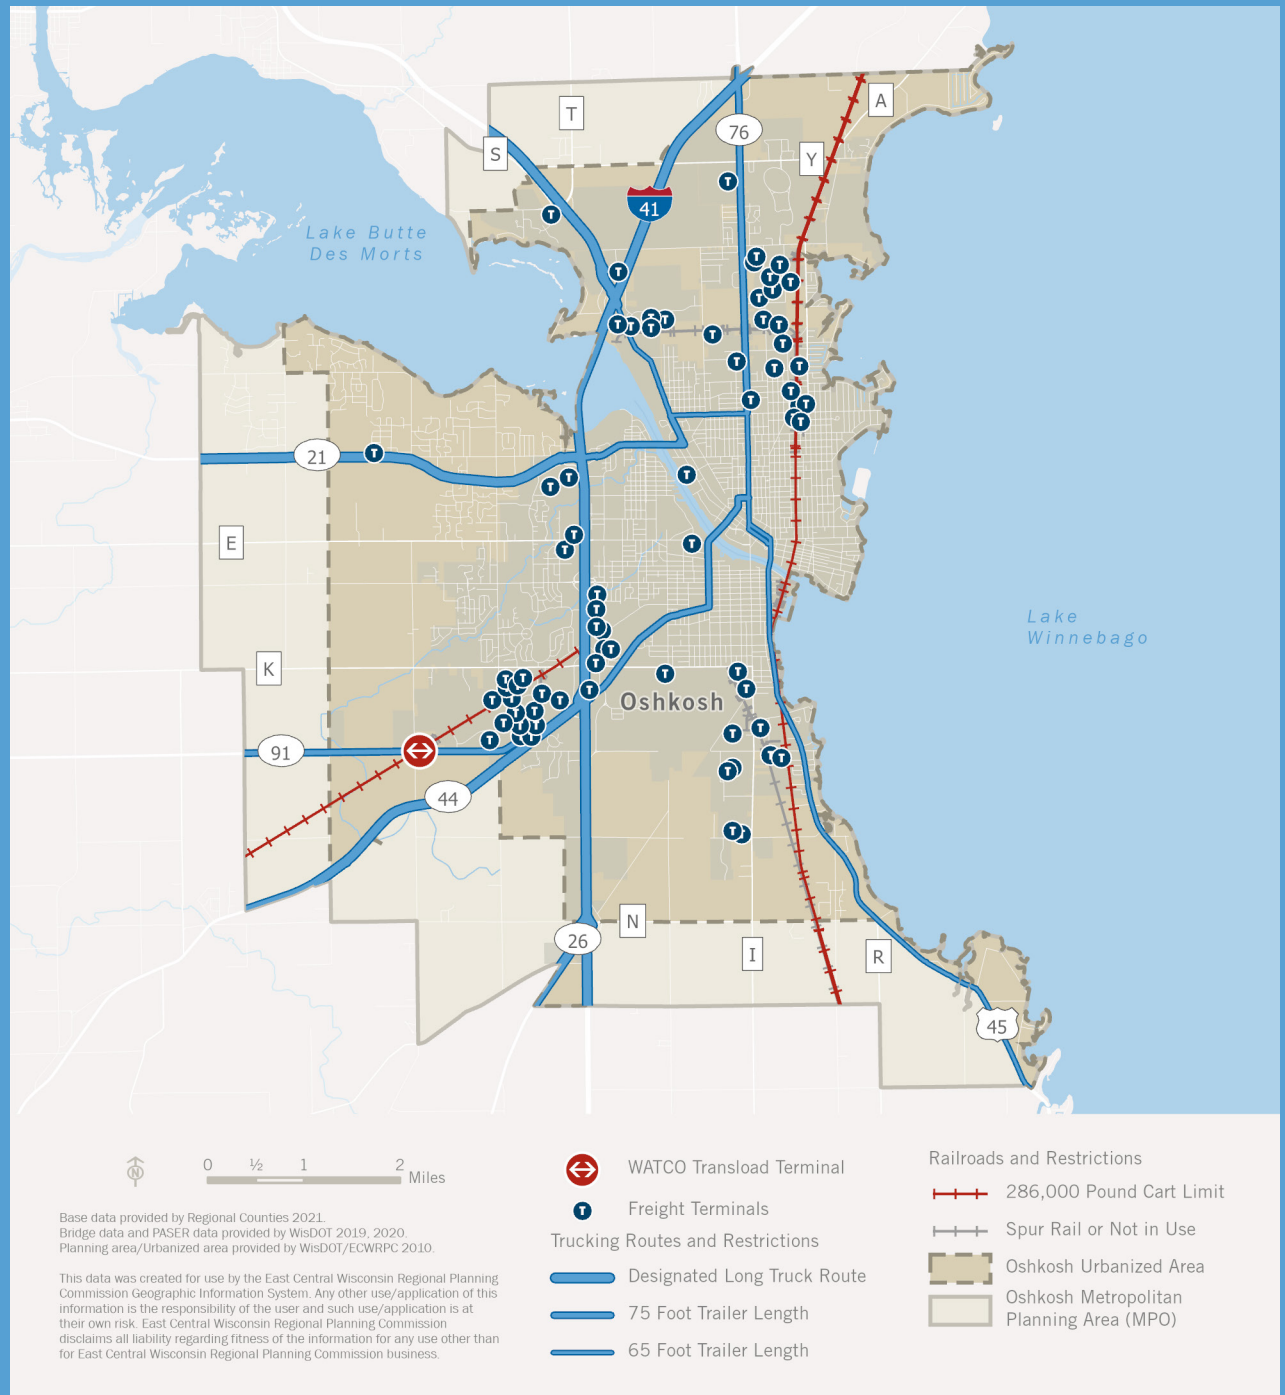 T
A
76
S
Y
41
Lake Butte
Des Morts
21
E
Lake
Winnebago
K
Oshkosh
91
44
N
26
I
R
45
0 ½ 1 2
Miles
N
Base data provided by Regional Counties 2021.
Bridge data and PASER data provided by WisDOT 2019, 2020.
Planning area/Urbanized area provided by WisDOT/ECWRPC 2010.
This data was created for use by the East Central Wisconsin Regional Planning
Commission Geographic Information System. Any other use/application of this
information is the responsibility of the user and such use/application is at
their own risk. East Central Wisconsin Regional Planning Commission
disclaims all liability regarding fitness of the information for any use other than
for East Central Wisconsin Regional Planning Commission business.
WATCO Transload Terminal
T Freight Terminals
Trucking Routes and Restrictions
Designated Long Truck Route
75 Foot Trailer Length
65 Foot Trailer Length
Railroads and Restrictions
286,000 Pound Cart Limit
Spur Rail or Not in Use
Oshkosh Urbanized Area
Oshkosh Metropolitan
Planning Area (MPO)